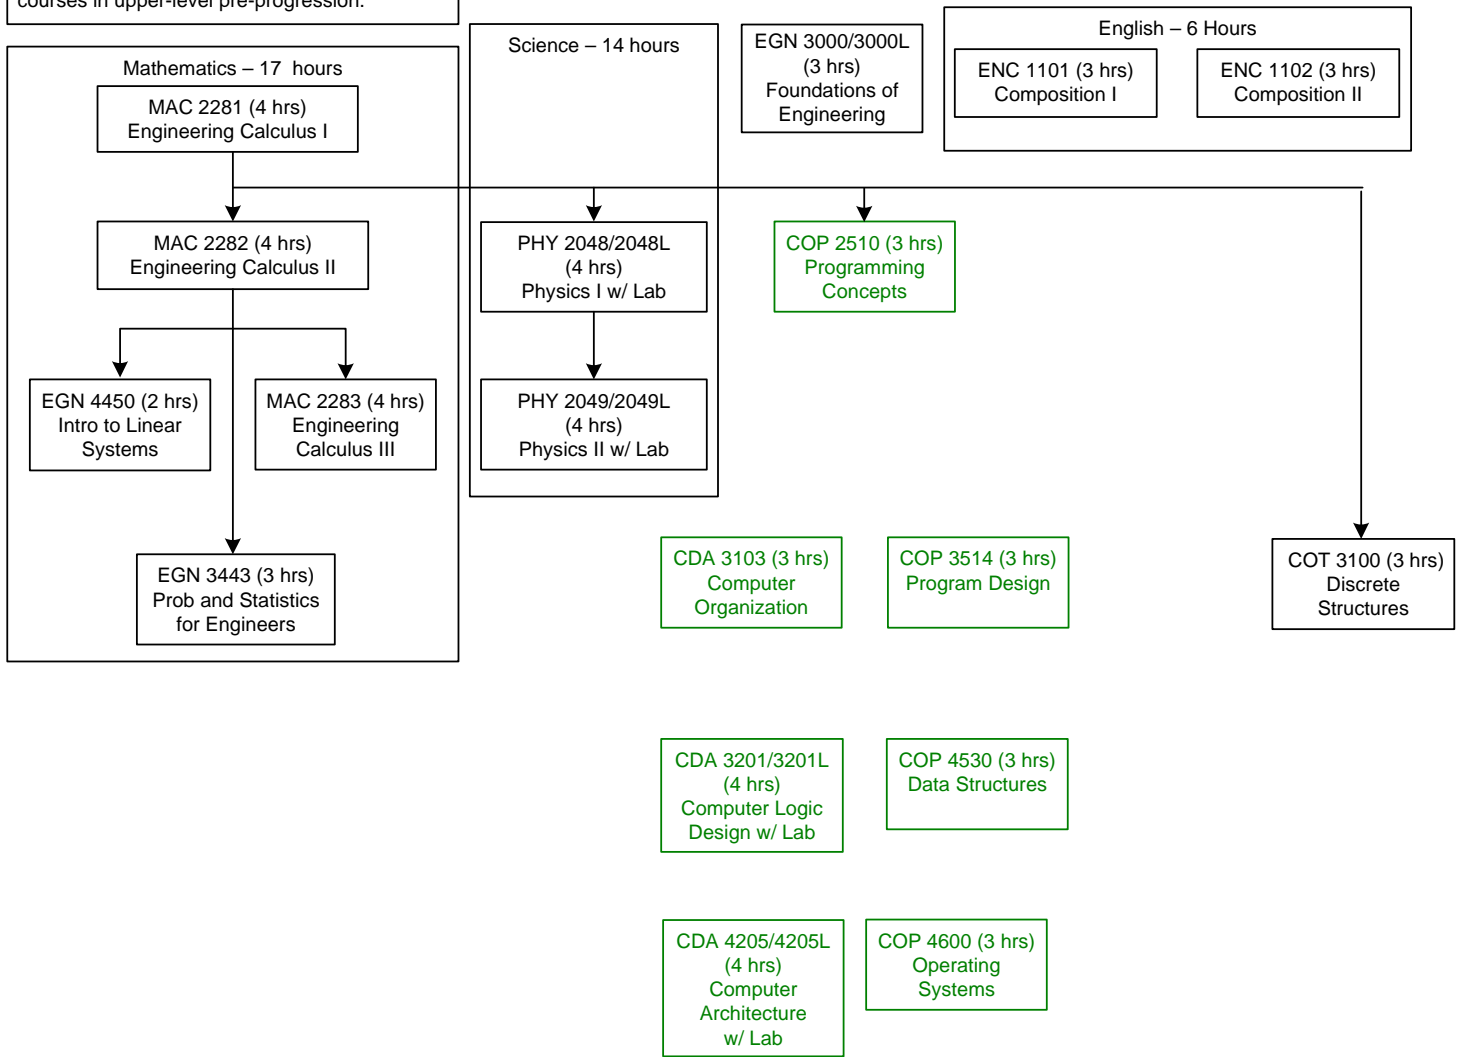 courses in upper-level pre-progression.
Mathematics – 17 hours
MAC 2281 (4 hrs)
Engineering Calculus I
MAC 2282 (4 hrs)
Engineering Calculus II
EGN 4450 (2 hrs)
Intro to Linear
Systems
MAC 2283 (4 hrs)
Engineering
Calculus III
EGN 3443 (3 hrs)
Prob and Statistics
for Engineers
Science – 14 hours
PHY 2048/2048L
(4 hrs)
Physics I w/ Lab
PHY 2049/2049L
(4 hrs)
Physics II w/ Lab
EGN 3000/3000L
(3 hrs)
Foundations of
Engineering
English – 6 Hours
ENC 1101 (3 hrs)
Composition I
ENC 1102 (3 hrs)
Composition II
COP 2510 (3 hrs)
Programming
Concepts
CDA 3103 (3 hrs)
Computer
Organization
COP 3514 (3 hrs)
Program Design
COT 3100 (3 hrs)
Discrete
Structures
CDA 3201/3201L
(4 hrs)
Computer Logic
Design w/ Lab
COP 4530 (3 hrs)
Data Structures
CDA 4205/4205L
(4 hrs)
Computer
Architecture
w/ Lab
COP 4600 (3 hrs)
Operating
Systems